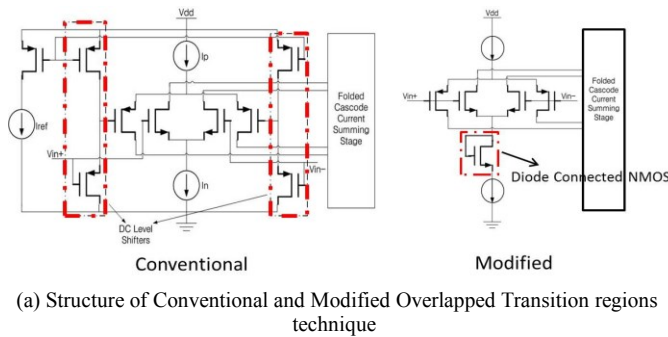 Vdd
Ip
Iref
Vin+
Vin-
In
DC Level
Shifters
Folded
Cascode
Current
Summing
Stage
Conventional
Vdd
Vin+
Vin-
Folded
Cascode
Current
Summing
Stage
Diode Connected NMOS
Modified
(a) Structure of Conventional and Modified Overlapped Transition regions
technique